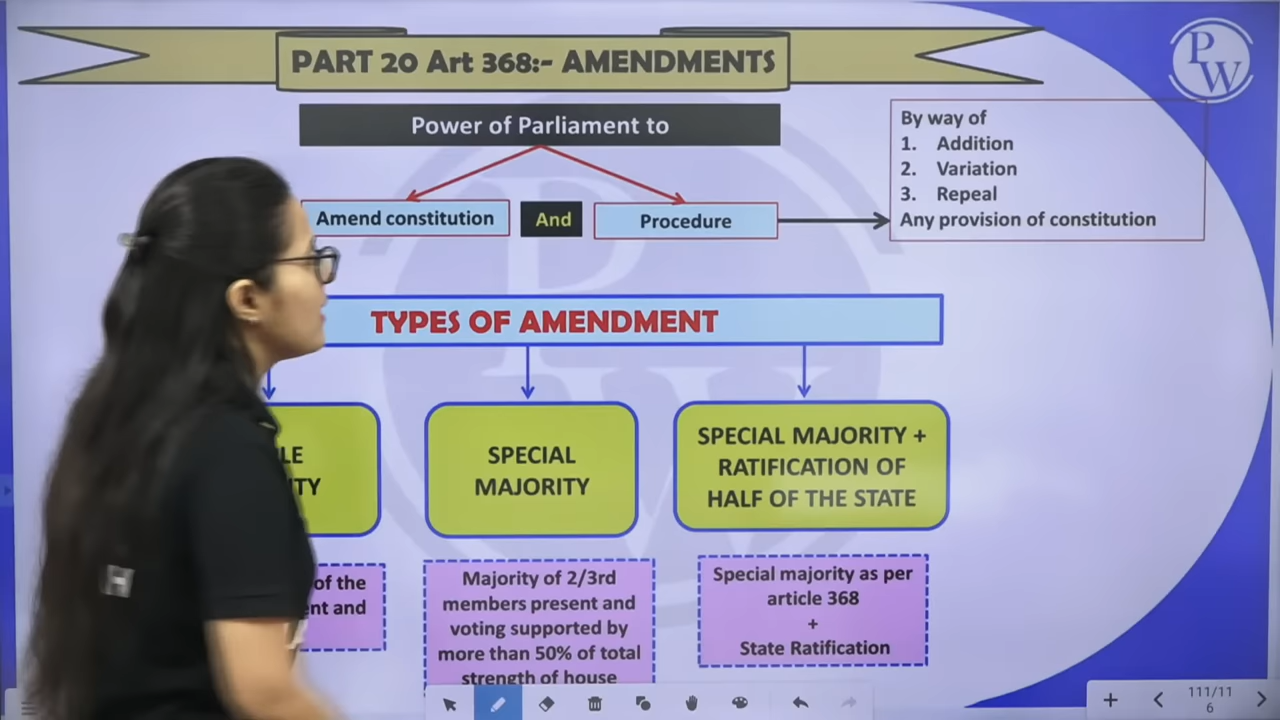 PART 20 Art 368:- AMENDMENTS
PW
Power of Parliament to
By way of
1. Addition
2. Variation
3. Repeal
Any provision of constitution
Amend constitution
And
Procedure
TYPES OF AMENDMENT
LE
ITY
SPECIAL
MAJORITY
SPECIAL MAJORITY +
RATIFICATION OF
HALF OF THE STATE
of the
ent and
Majority of 2/3rd
members present and
voting supported by
more than 50% of total
strength of house
Special majority as per
article 368
+
State Ratification
H
111/11
6